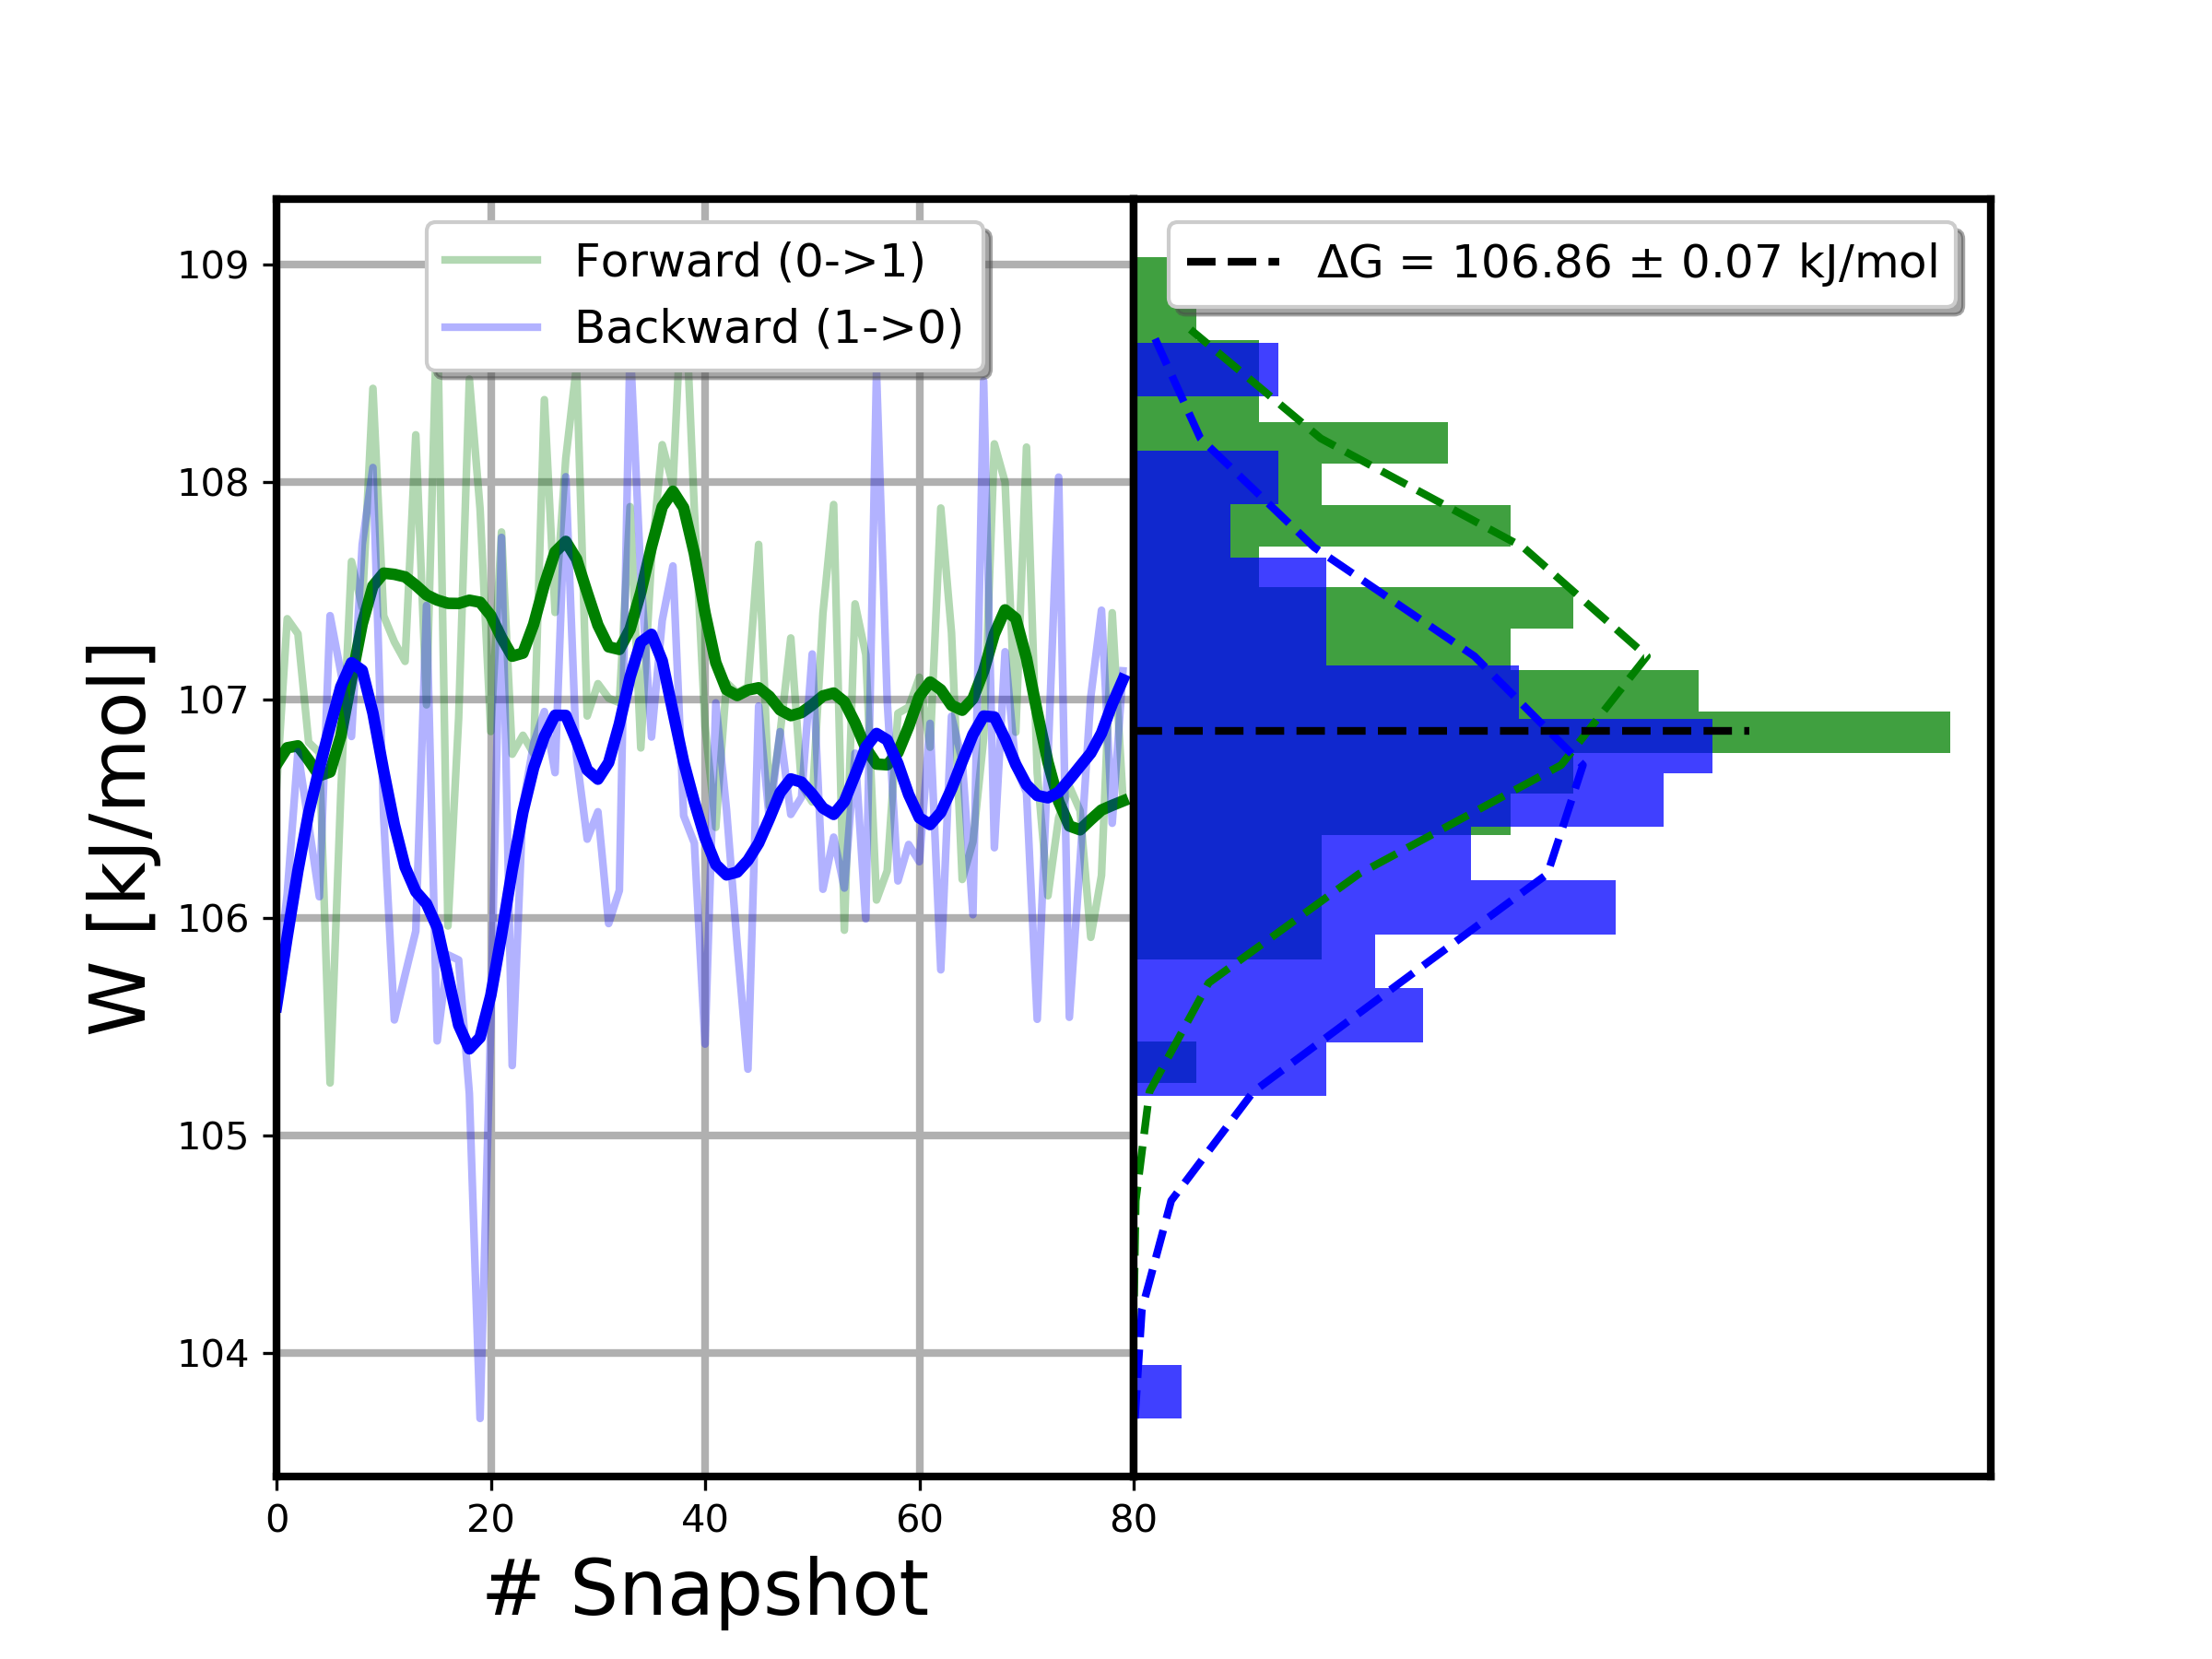 Forward (0->1)
Backward (1->0)
ΔG = 106.86 ± 0.07 kJ/mol
109
108
107
106
105
104
W [kJ/mol]
0
20
40
60
80
# Snapshot